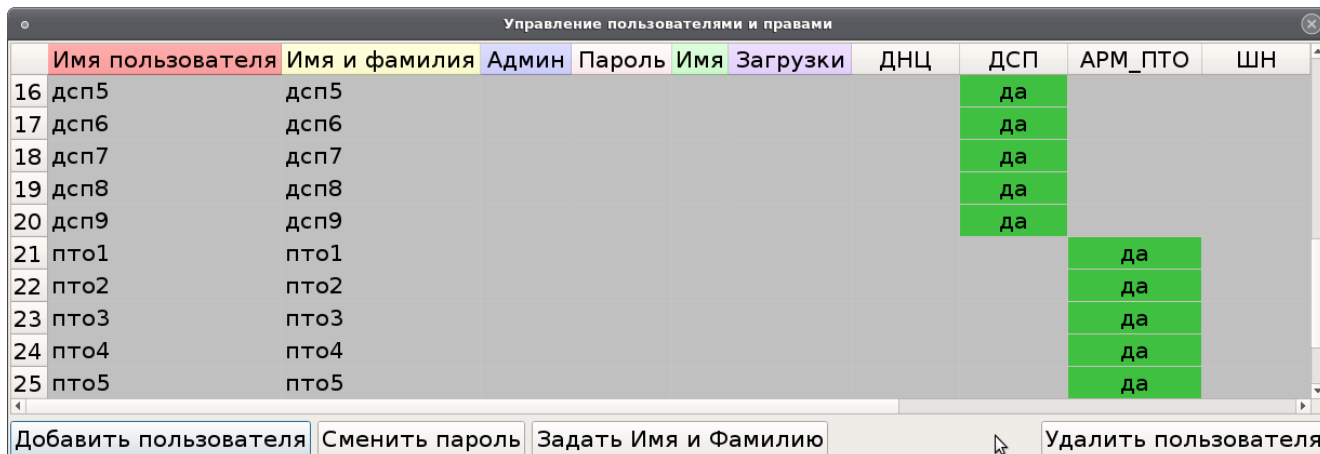 Управление пользователями и правами
Имя пользователя Имя и фамилия Админ Пароль Имя Загрузки ДНЦ ДСП АРМ_ПТО ШН
16 дсп5 дсп5 да
17 дсп6 дсп6 да
18 дсп7 дсп7 да
19 дсп8 дсп8 да
20 дсп9 дсп9 да
21 пто1 пто1 да
22 пто2 пто2 да
23 пто3 пто3 да
24 пто4 пто4 да
25 пто5 пто5 да
Добавить пользователя Сменить пароль Задать Имя и Фамилию Удалить пользователя